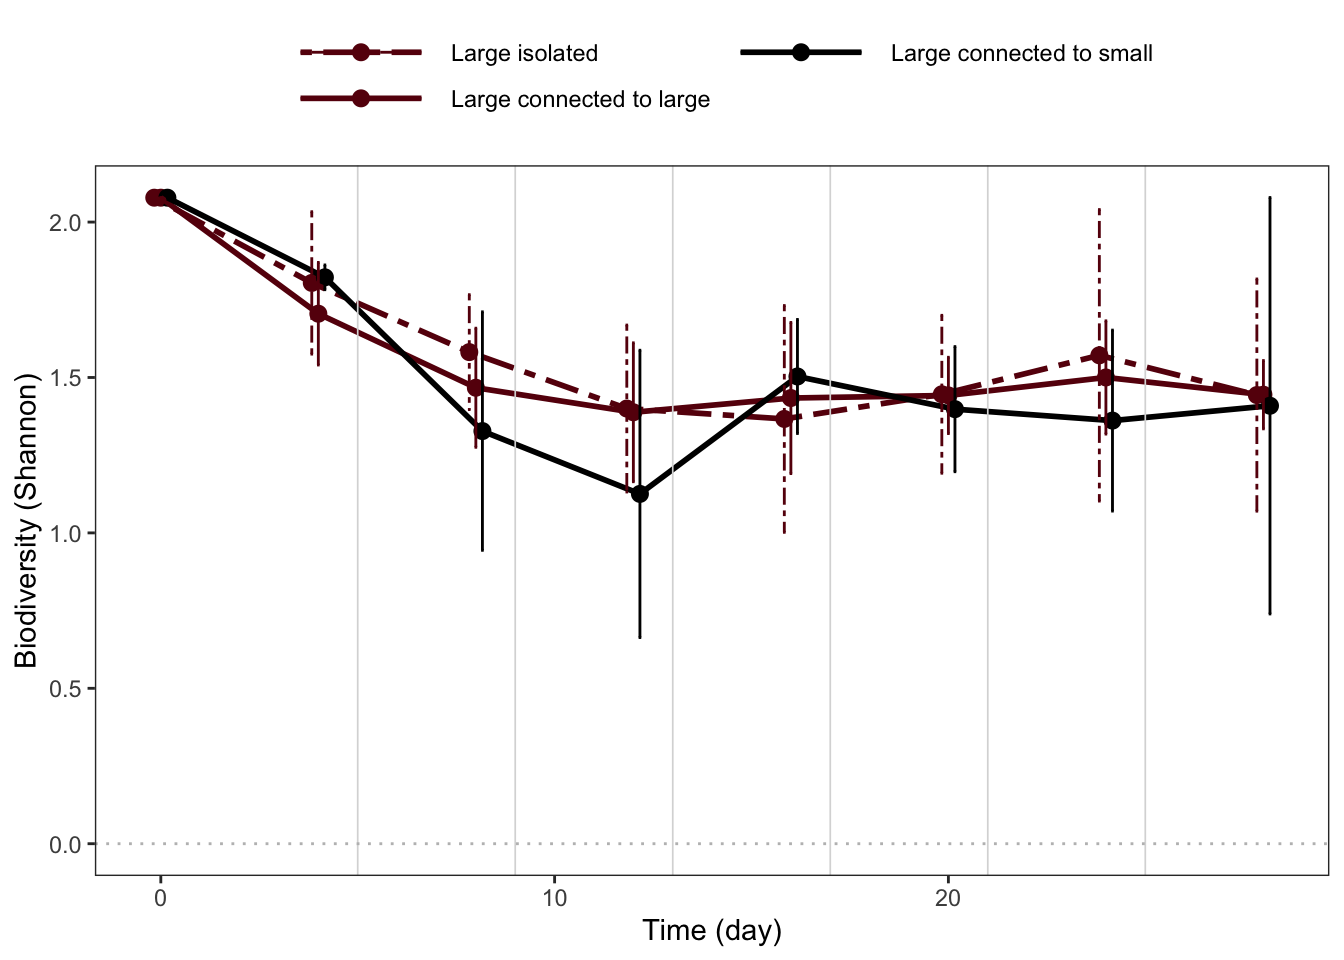 Large isolated
Large connected to small
Large connected to large
Biodiversity (Shannon)
2.0
1.5
1.0
0.5
0.0
0
10
20
Time (day)